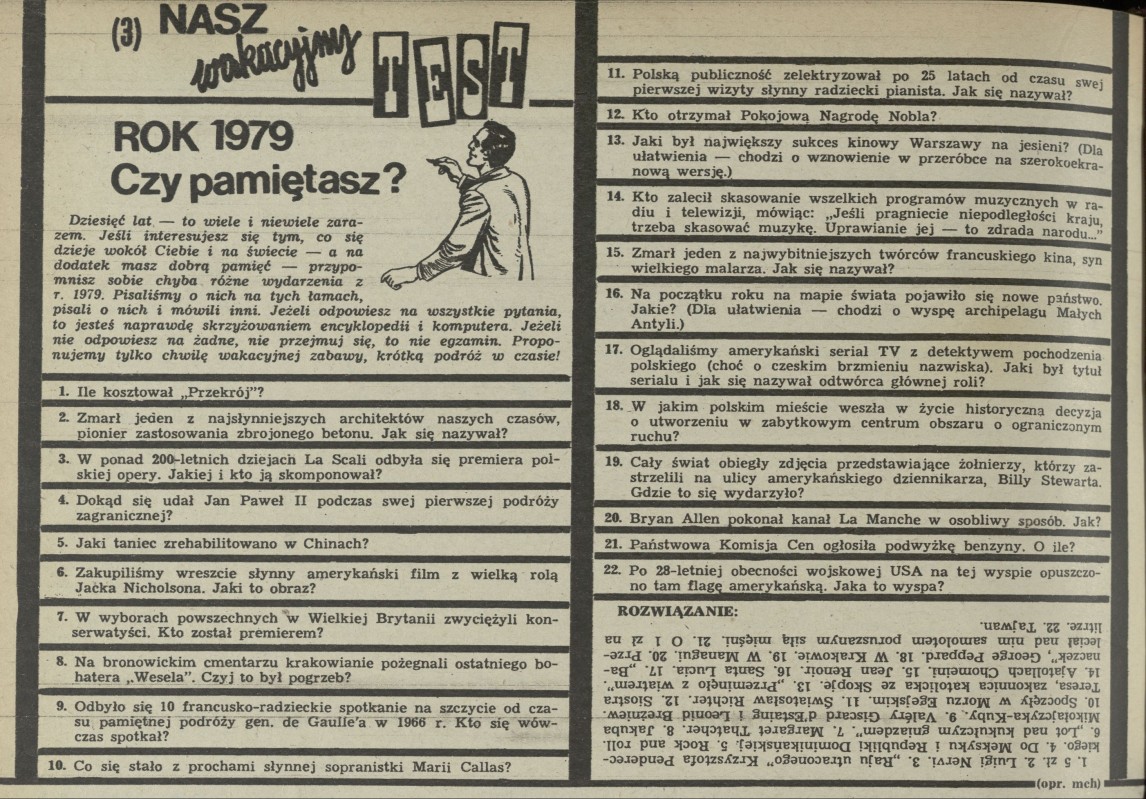 (3) NASZ
wakacyjny
TEST
ROK 1979
Czy pamiętasz?
Dziesięć lat — to wiele i niewiele zara-
zem. Jeśli interesujesz się tym, co się
dzieje wokół Ciebie i na świecie — a na
dodatek masz dobrą pamięć — przypo-
mnisz sobie chyba różne wydarzenia z
r. 1979. Pisaliśmy o nich na tych łamach,
pisali o nich i mówili inni. Jeżeli odpowiesz na wszystkie pytania,
to jesteś naprawdę skrzyżowaniem encyklopedii i komputera. Jeżeli
nie odpowiesz na żadne, nie przejmuj się, to nie egzamin. Propo-
nujemy tylko chwilę wakacyjnej zabawy, krótką podróż w czasie!
1. Ile kosztował „Przekrój"?
2. Zmarł jeden z najsłynniejszych architektów naszych czasów,
pionier zastosowania zbrojonego betonu. Jak się nazywał?
3. W ponad 200-letnich dziejach La Scali odbyła się premiera pol-
skiej opery. Jakiej i kto ją skomponował?
4. Dokąd się udał Jan Paweł II podczas swej pierwszej podróży
zagranicznej?
5. Jaki taniec zrehabilitowano w Chinach?
6. Zakupiliśmy wreszcie słynny amerykański film z wielką rolą
Jacka Nicholsona. Jaki to obraz?
7. W wyborach powszechnych w Wielkiej Brytanii zwyciężyli kon-
serwatyści. Kto został premierem?
8. Na bronowickim cmentarzu krakowianie pożegnali ostatniego bo-
hatera „Wesela". Czyj to był pogrzeb?
9. Odbyło się 10 francusko-radzieckie spotkanie na szczycie od cza-
su pamiętnej podróży gen. de Gaulle'a w 1966 r. Kto się wów-
czas spotkał?
10. Co się stało z prochami słynnej sopranistki Marii Callas?
11. Polską publiczność zelektryzował po 25 latach od czasu swej
pierwszej wizyty słynny radziecki pianista. Jak się nazywał?
12. Kto otrzymał Pokojową Nagrodę Nobla?
13. Jaki był największy sukces kinowy Warszawy na jesieni? (Dla
ułatwienia — chodzi o wznowienie w przeróbce na szerokoekra-
nową wersję.)
14. Kto zalecił skasowanie wszelkich programów muzycznych w ra-
diu i telewizji, mówiąc: „Jeśli pragniecie niepodległości kraju,
trzeba skasować muzykę. Uprawianie jej — to zdrada narodu..."
15. Zmarł jeden z najwybitniejszych twórców francuskiego kina, syn
wielkiego malarza. Jak się nazywał?
16. Na początku roku na mapie świata pojawiło się nowe państwo.
Jakie? (Dla ułatwienia — chodzi o wyspę archipelagu Małych
Antyli.)
17. Oglądaliśmy amerykański serial TV z detektywem pochodzenia
polskiego (choć o czeskim brzmieniu nazwiska). Jaki był tytuł
serialu i jak się nazywał odtwórca głównej roli?
18. W jakim polskim mieście weszła w życie historyczna decyzja
o utworzeniu w zabytkowym centrum obszaru o ograniczonym
ruchu?
19. Cały świat obiegły zdjęcia przedstawiające żołnierzy, którzy za-
strzelili na ulicy amerykańskiego dziennikarza, Billy Stewarta.
Gdzie to się wydarzyło?
20. Bryan Allen pokonał kanał La Manche w osobliwy sposób. Jak?
21. Państwowa Komisja Cen ogłosiła podwyżkę benzyny. O ile?
22. Po 28-letniej obecności wojskowej USA na tej wyspie opuszczo-
no tam flagę amerykańską. Jaka to wyspa?
ROZWIĄZANIE:
1. 5 zł. 2. Luigi Nervi. 3. „Raju utraconego" Krzysztofa Penderec-
kiego. 4. Do Meksyku i Republiki Dominikańskiej. 5. Rock and roll.
6. „Lot nad kukułczym gniazdem". 7. Margaret Thatcher. 8. Jakuba
Mikołajczyka-Kuby. 9. Valéry Giscard d'Estaing i Leonid Breżniew.
10. Spoczęły w Morzu Egejskim. 11. Światosław Richter. 12. Siostra
Teresa, zakonnica katolicka ze Skopje. 13. „Przeminęło z wiatrem".
14. Ajatollach Chomeini. 15. Jean Renoir. 16. Santa Lucia. 17. „Ba-
naczek", George Peppard. 18. W Krakowie. 19. W Managui. 20. Prze-
leciał nad nim samolotem poruszanym siłą mięśni. 21. O 1 zł na
litrze. 22. Tajwan.
(opr. mch)